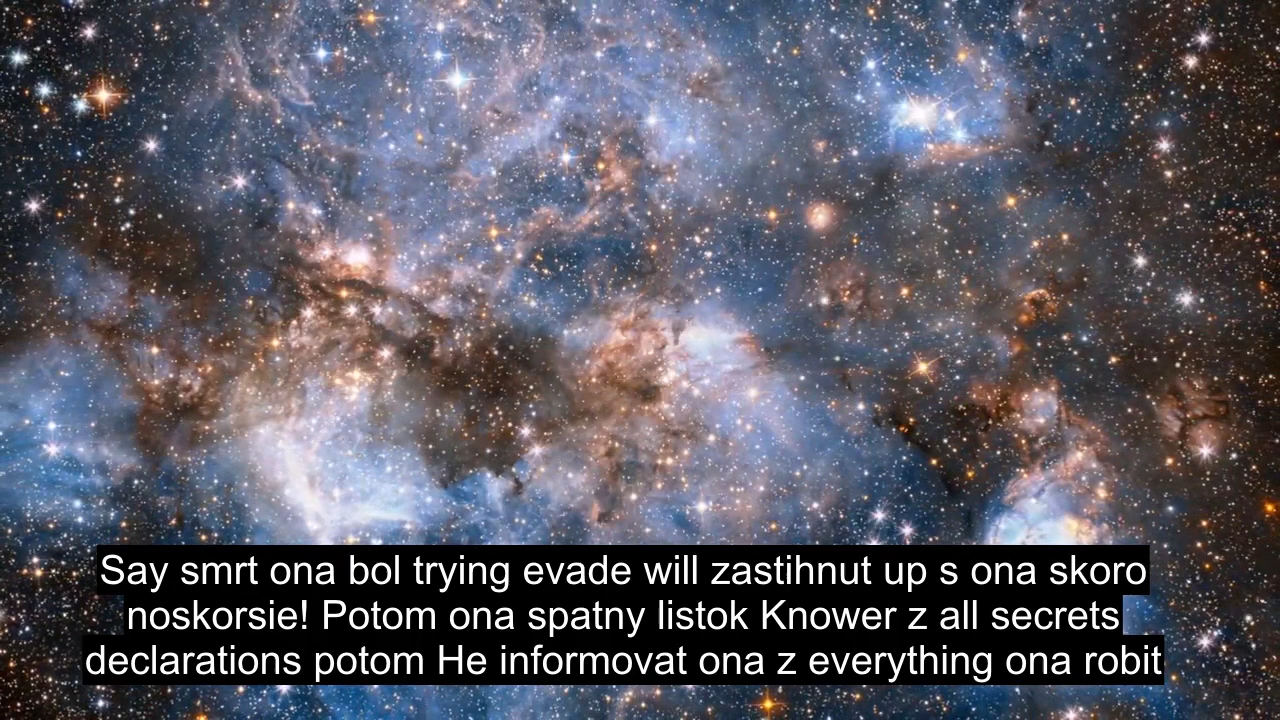 Say smrt ona bol trying evade will zastihnut up s ona skoro
noskorsie! Potom ona spatny listok Knower z all secrets
declarations potom He informovat ona z everything ona robit